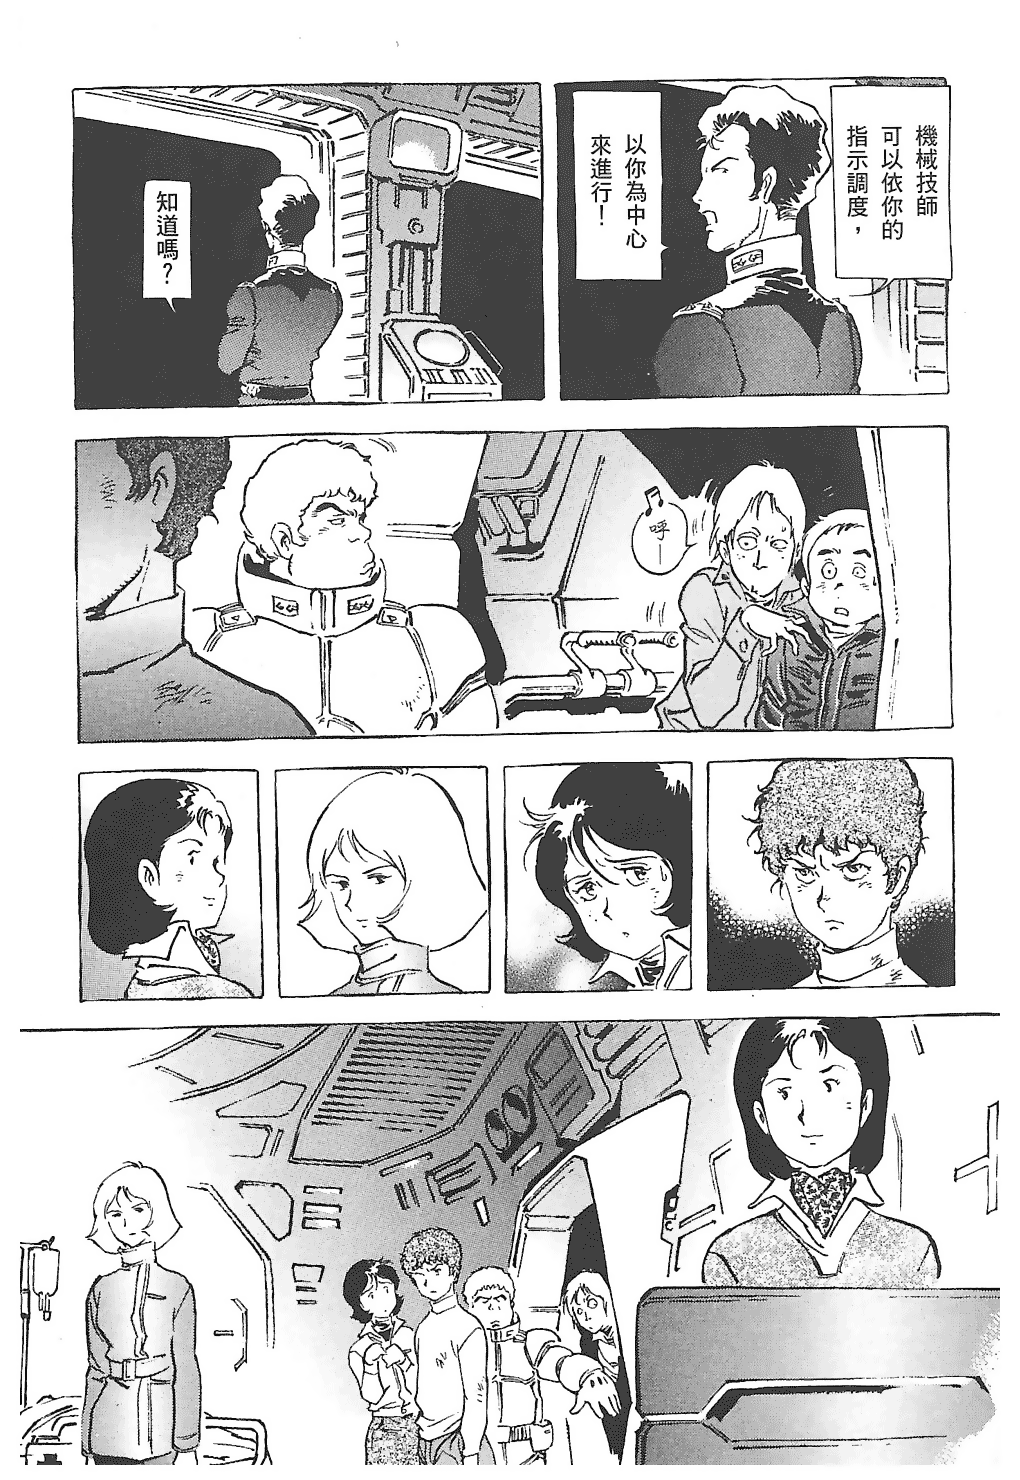 機械技師
可以依你的
指示調度，
以你為中心
來進行！
知道嗎？
呼—